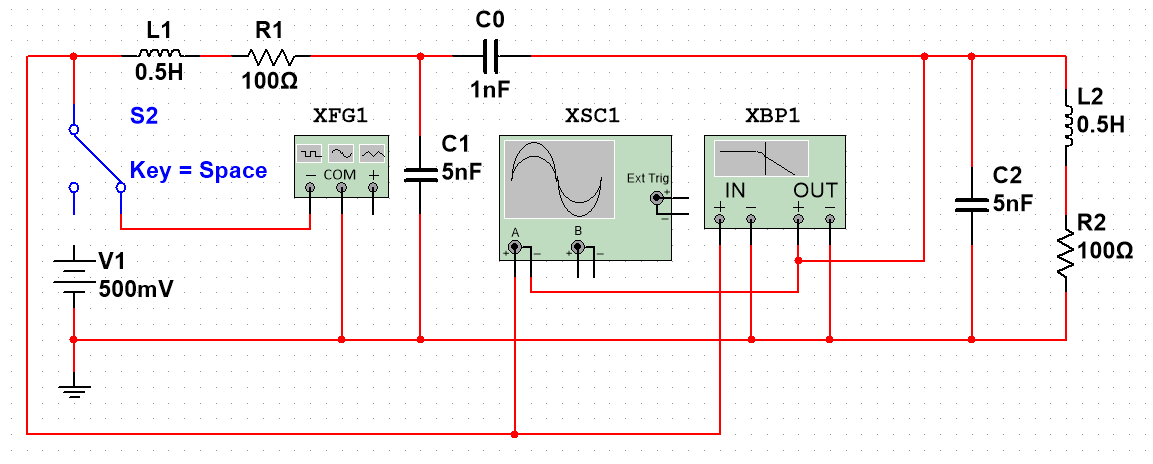 L1
0.5H
R1
100Ω
C0
1nF
S2
Key = Space
XFG1
COM
C1
5nF
XSC1
Ext Trig
A
B
XBP1
IN
OUT
L2
0.5H
C2
5nF
R2
100Ω
V1
500mV